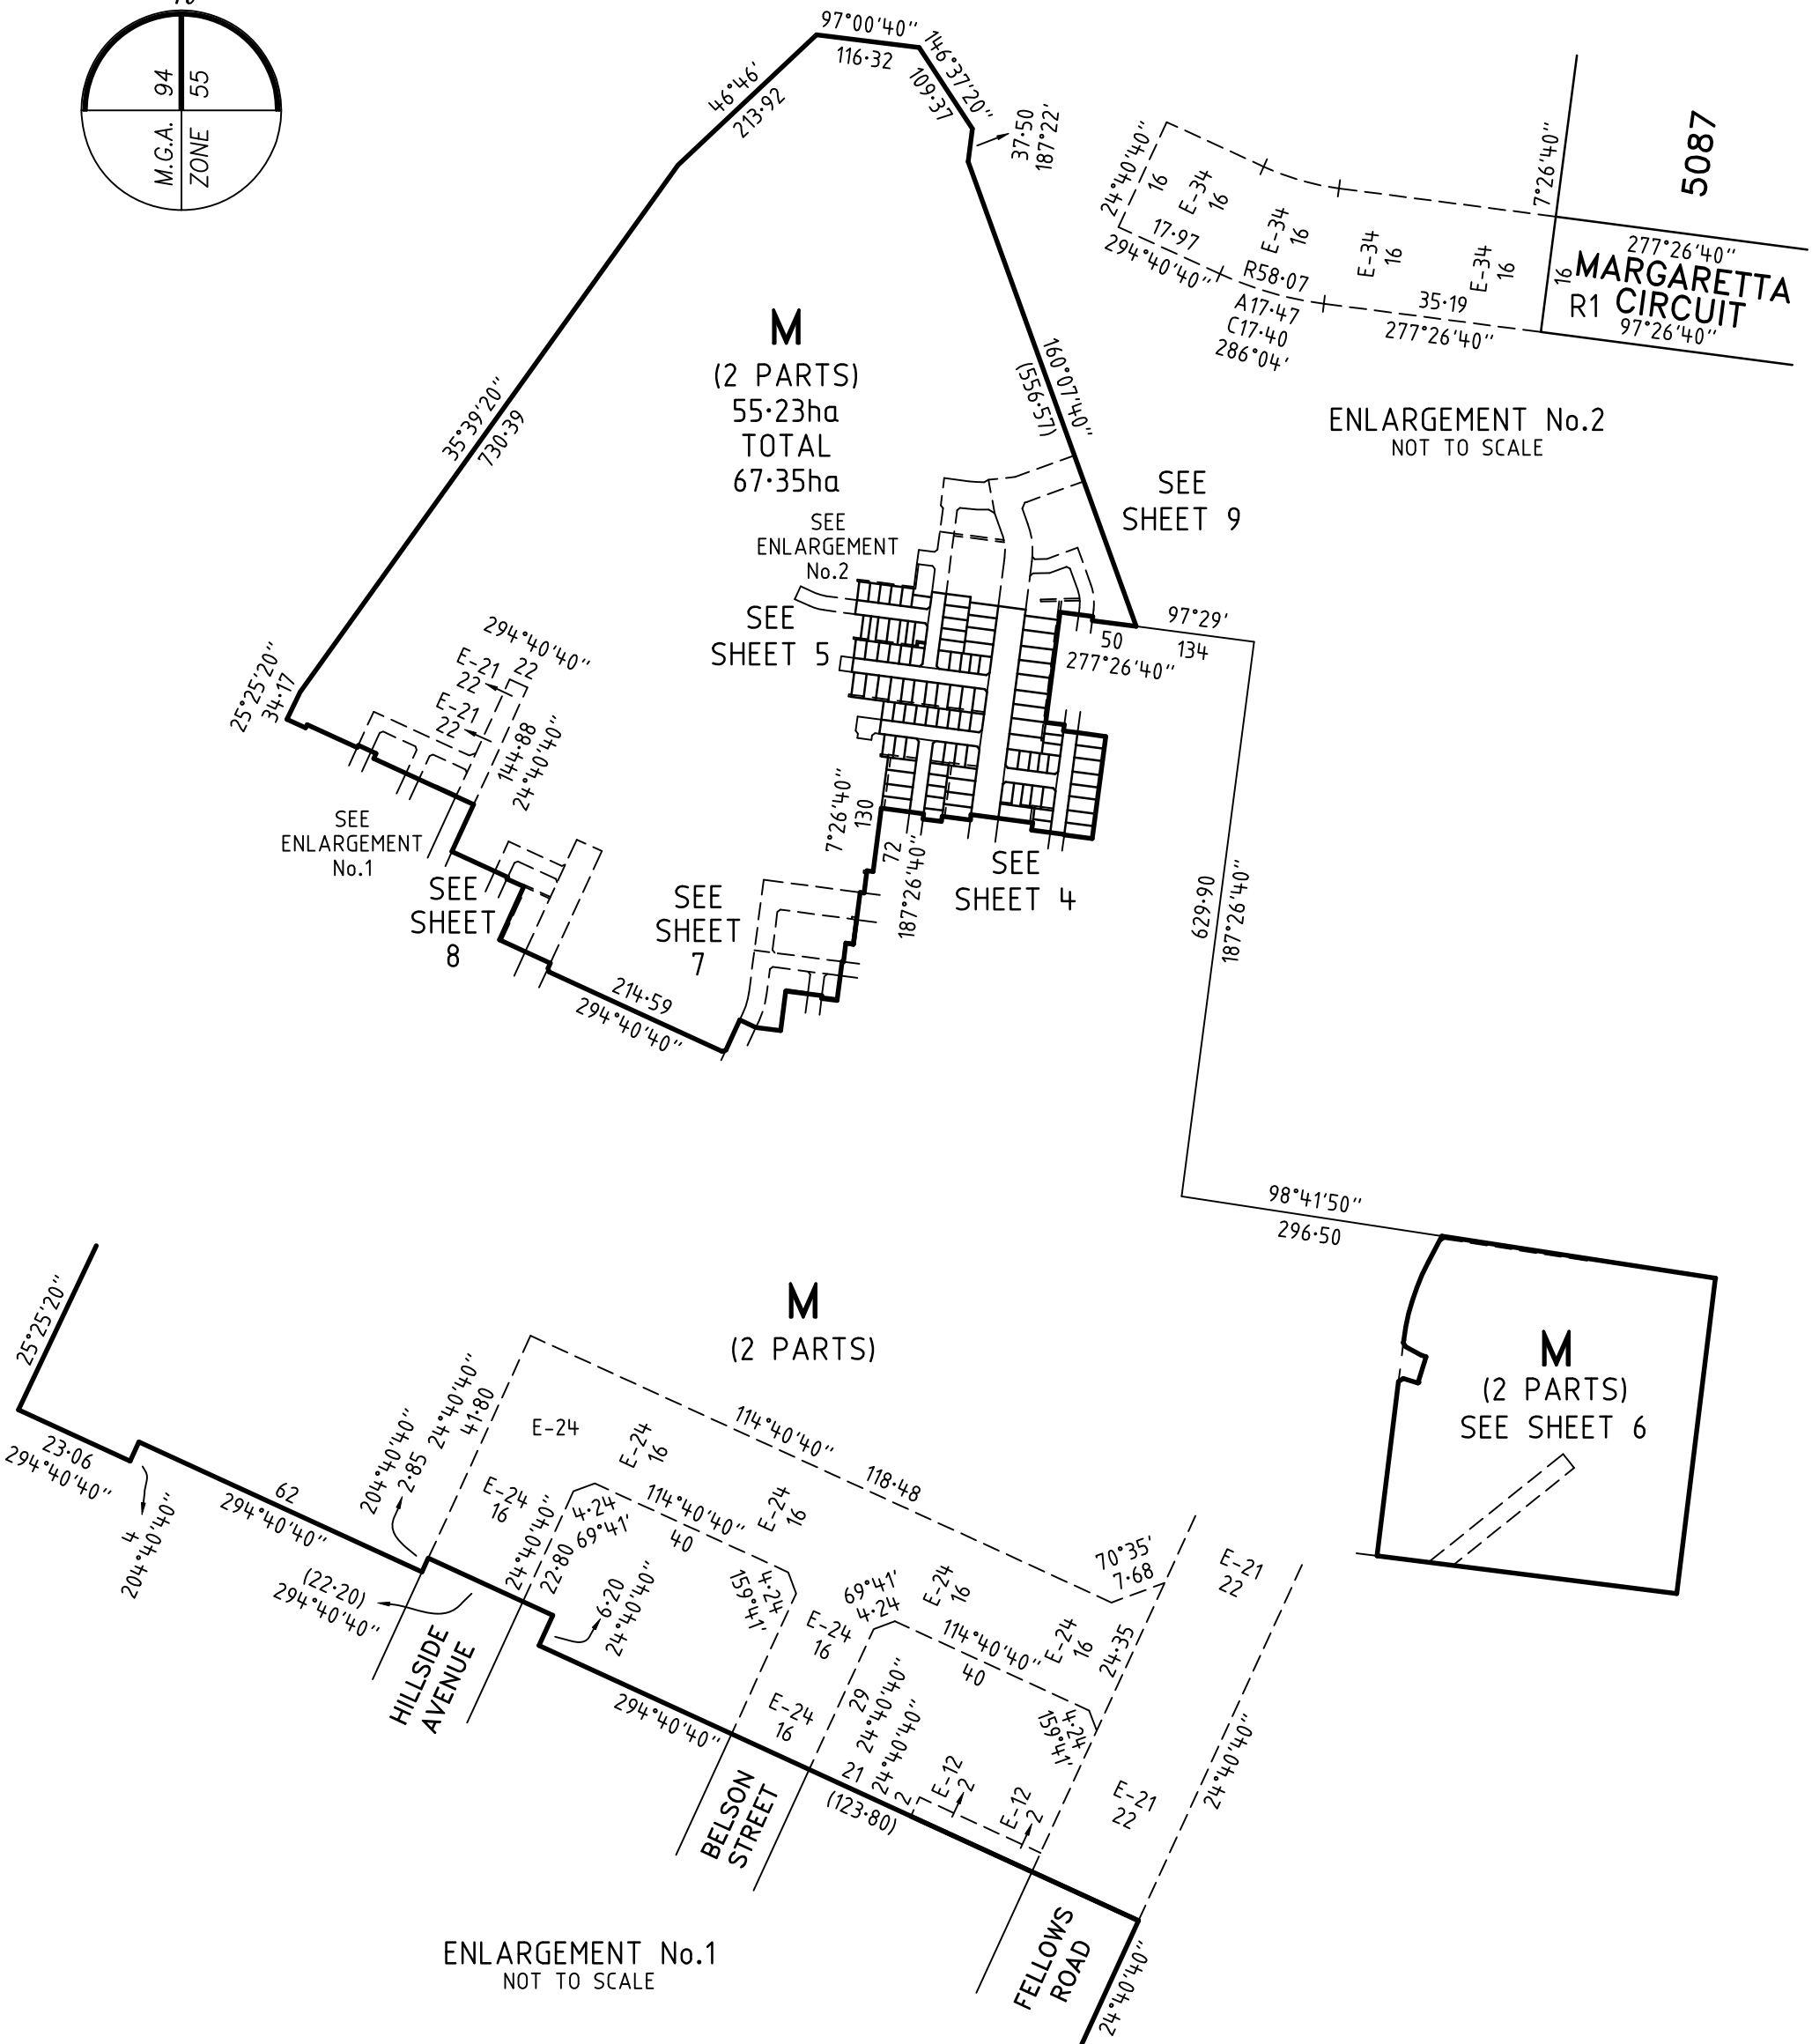 M.G.A. 94
ZONE 55
97°00'40"
116·32
146°37'20"
109·37
37·50
187°22'
46°46'
213·92
35°39'20"
730·39
25°25'20"
34·17
M
(2 PARTS)
55·23ha
TOTAL
67·35ha
160°07'40"
(556·57)
SEE
ENLARGEMENT
No.2
SEE
SHEET 5
SEE
SHEET 9
97°29'
134
50
277°26'40"
294°40'40"
22
E-21
22
E-21
22
144·88
24°40'40"
SEE
ENLARGEMENT
No.1
SEE
SHEET
8
SEE
SHEET
7
7°26'40"
130
72
187°26'40"
SEE
SHEET 4
214·59
294°40'40"
629·90
187°26'40"
98°41'50"
296·50
24°40'40"
16
E-34
16
17·97
294°40'40"
E-34
16
R58·07
A17·47
C17·40
286°04'
E-34
16
E-34
16
35·19
277°26'40"
7°26'40"
16
5087
277°26'40"
MARGARETTA
R1 CIRCUIT
97°26'40"
ENLARGEMENT No.2
NOT TO SCALE
M
(2 PARTS)
SEE SHEET 6
M
(2 PARTS)
25°25'20"
23·06
294°40'40"
4
204°40'40"
62
294°40'40"
204°40'40"
2·85
24°40'40"
41·80
(22·20)
294°40'40"
HILLSIDE
AVENUE
E-24
E-24
16
E-24
16
24°40'40"
22·80
4·24
69°41'
114°40'40"
40
6·20
24°40'40"
114°40'40"
118·48
E-24
16
4·24
159°41'
E-24
16
E-24
16
69°41'
4·24
E-24
16
114°40'40"
40
E-24
16
70°35'
7·68
24·35
E-21
22
4·24
159°41'
294°40'40"
BELSON
STREET
29
24°40'40"
24°40'40"
2
21
(123·80)
E-12
2
E-12
2
E-21
22
24°40'40"
FELLOWS
ROAD
24°40'40"
ENLARGEMENT No.1
NOT TO SCALE